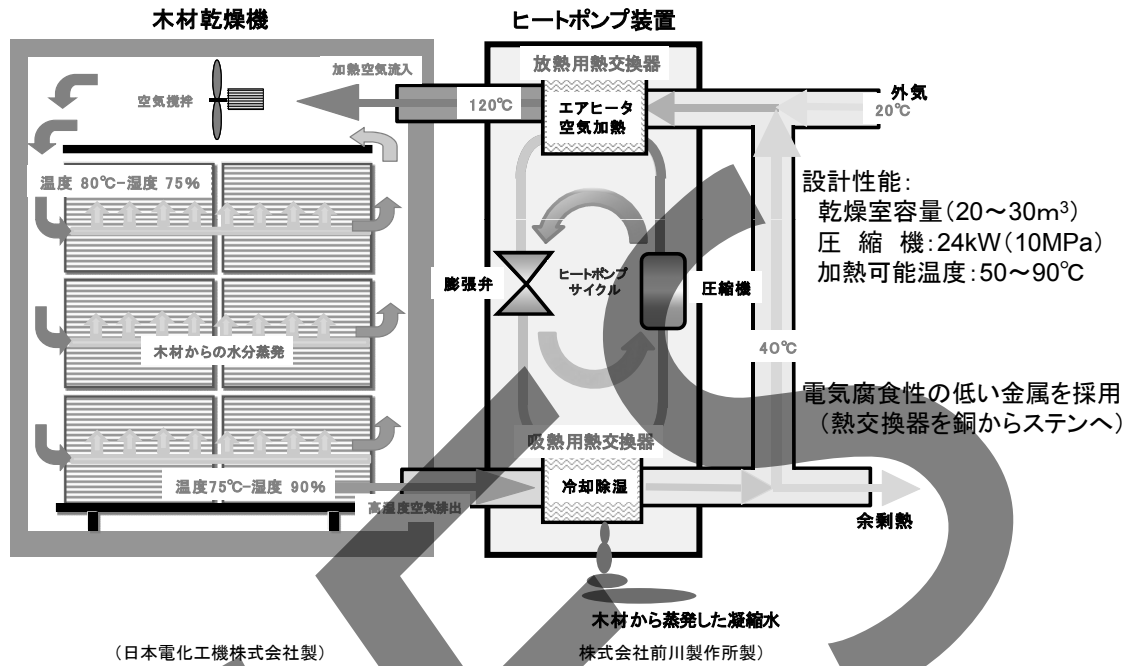 木材乾燥機
ヒートポンプ装置
加熱空気流入
空気攪拌
120℃
放熱用熱交換器
エアヒータ
空気加熱
外気
20℃
温度 80℃-湿度 75%
設計性能:
乾燥室容量(20~30m³)
圧 縮 機:24kW(10MPa)
加熱可能温度:50~90℃
膨張弁
ヒートポンプ
サイクル
圧縮機
木材からの水分蒸発
40℃
電気腐食性の低い金属を採用
(熱交換器を銅からステンへ)
吸熱用熱交換器
温度75℃-湿度 90%
高湿度空気排出
冷却除湿
余剰熱
木材から蒸発した凝縮水
(日本電化工機株式会社製)
株式会社前川製作所製)